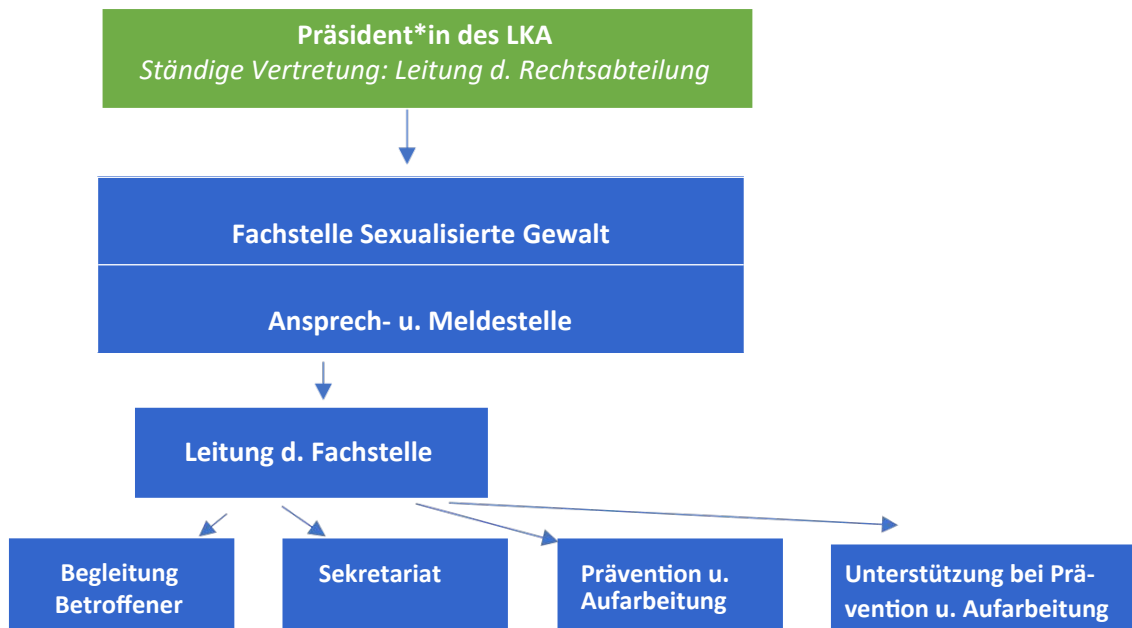 Präsident*in des LKA
Ständige Vertretung: Leitung d. Rechtsabteilung
Fachstelle Sexualisierte Gewalt
Ansprech- u. Meldestelle
Leitung d. Fachstelle
Begleitung
Betroffener
Sekretariat
Prävention u.
Aufarbeitung
Unterstützung bei Prä-
vention u. Aufarbeitung